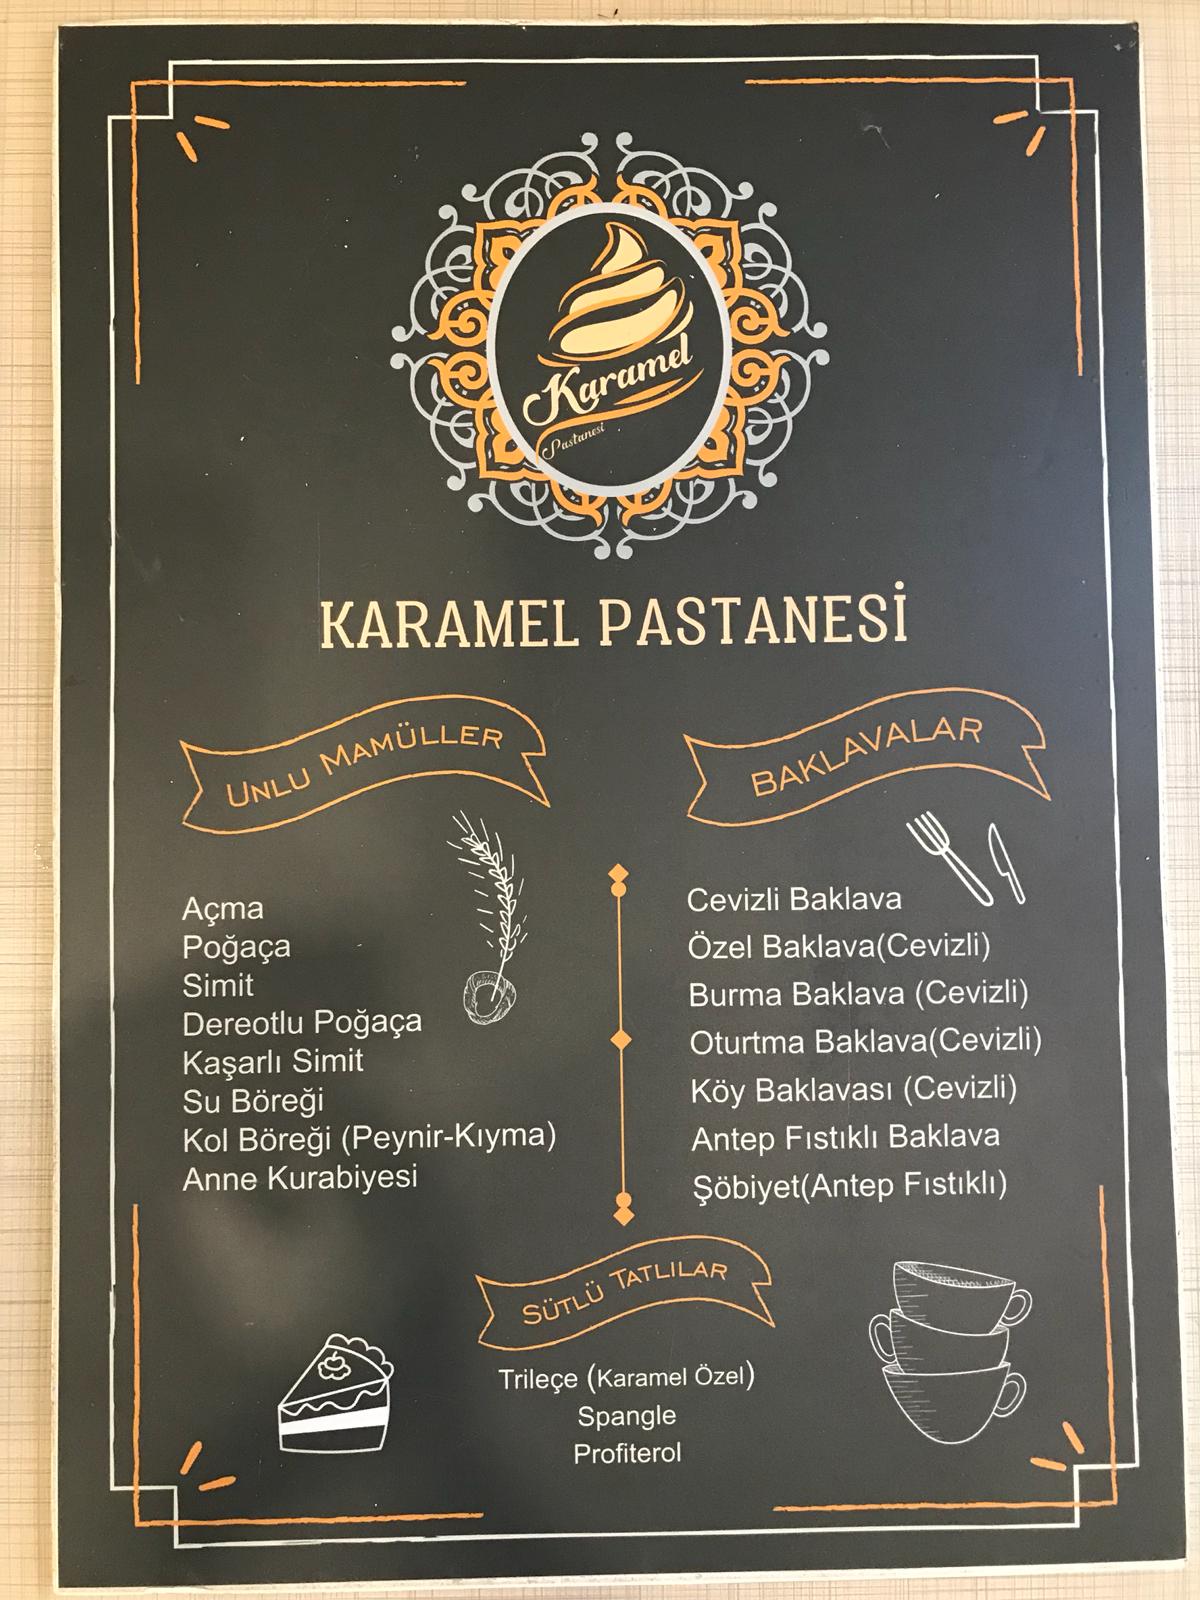 Karamel
Pastanesi
KARAMEL PASTANESİ
UNLU MAMÜLLER
Açma
Poğaça
Simit
Dereotlu Poğaça
Kaşarlı Simit
Su Böreği
Kol Böreği (Peynir-Kıyma)
Anne Kurabiyesi
BAKLAVALAR
Cevizli Baklava
Özel Baklava(Cevizli)
Burma Baklava (Cevizli)
Oturtma Baklava(Cevizli)
Köy Baklavası (Cevizli)
Antep Fıstıklı Baklava
Şöbiyet(Antep Fıstıklı)
SÜTLÜ TATLILAR
Trileçe (Karamel Özel)
Spangle
Profiterol